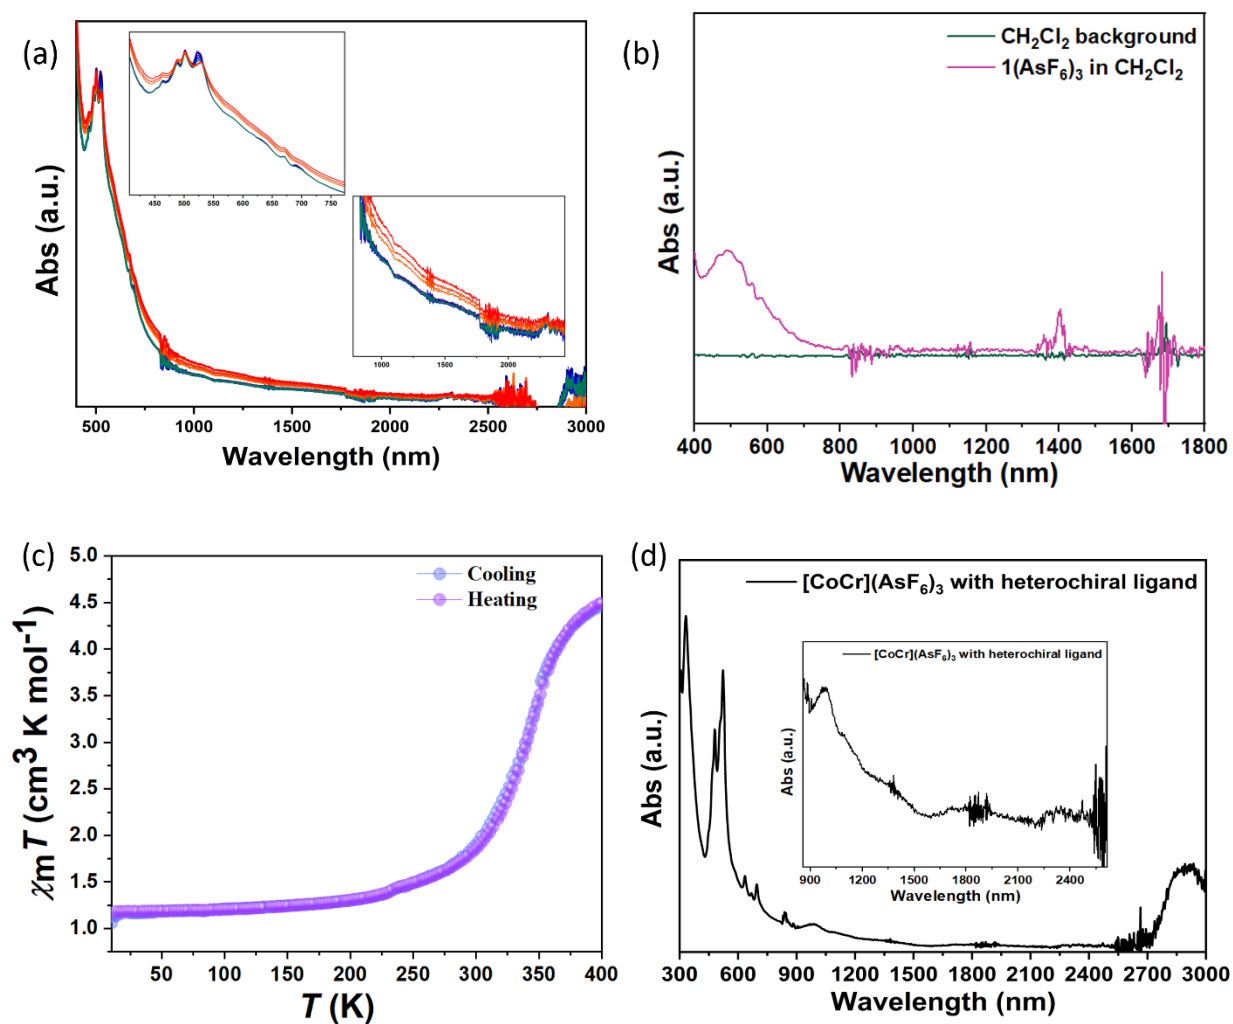 (a)
Abs (a.u.)
450 500 550 600 650 700 750
1000 1500 2000
500 1000 1500 2000 2500 3000
Wavelength (nm)
(b)
Abs (a.u.)
CH₂Cl₂ background
1(AsF₆)₃ in CH₂Cl₂
400 600 800 1000 1200 1400 1600 1800
Wavelength (nm)
(c)
χmT (cm³ K mol⁻¹)
5.0
4.5
4.0
3.5
3.0
2.5
2.0
1.5
1.0
Cooling
Heating
50 100 150 200 250 300 350 400
T (K)
(d)
Abs (a.u.)
[CoCr](AsF₆)₃ with heterochiral ligand
[CoCr](AsF₆)₃ with heterochiral ligand
Abs (a.u.)
900 1200 1500 1800 2100 2400
Wavelength (nm)
300 600 900 1200 1500 1800 2100 2400 2700 3000
Wavelength (nm)